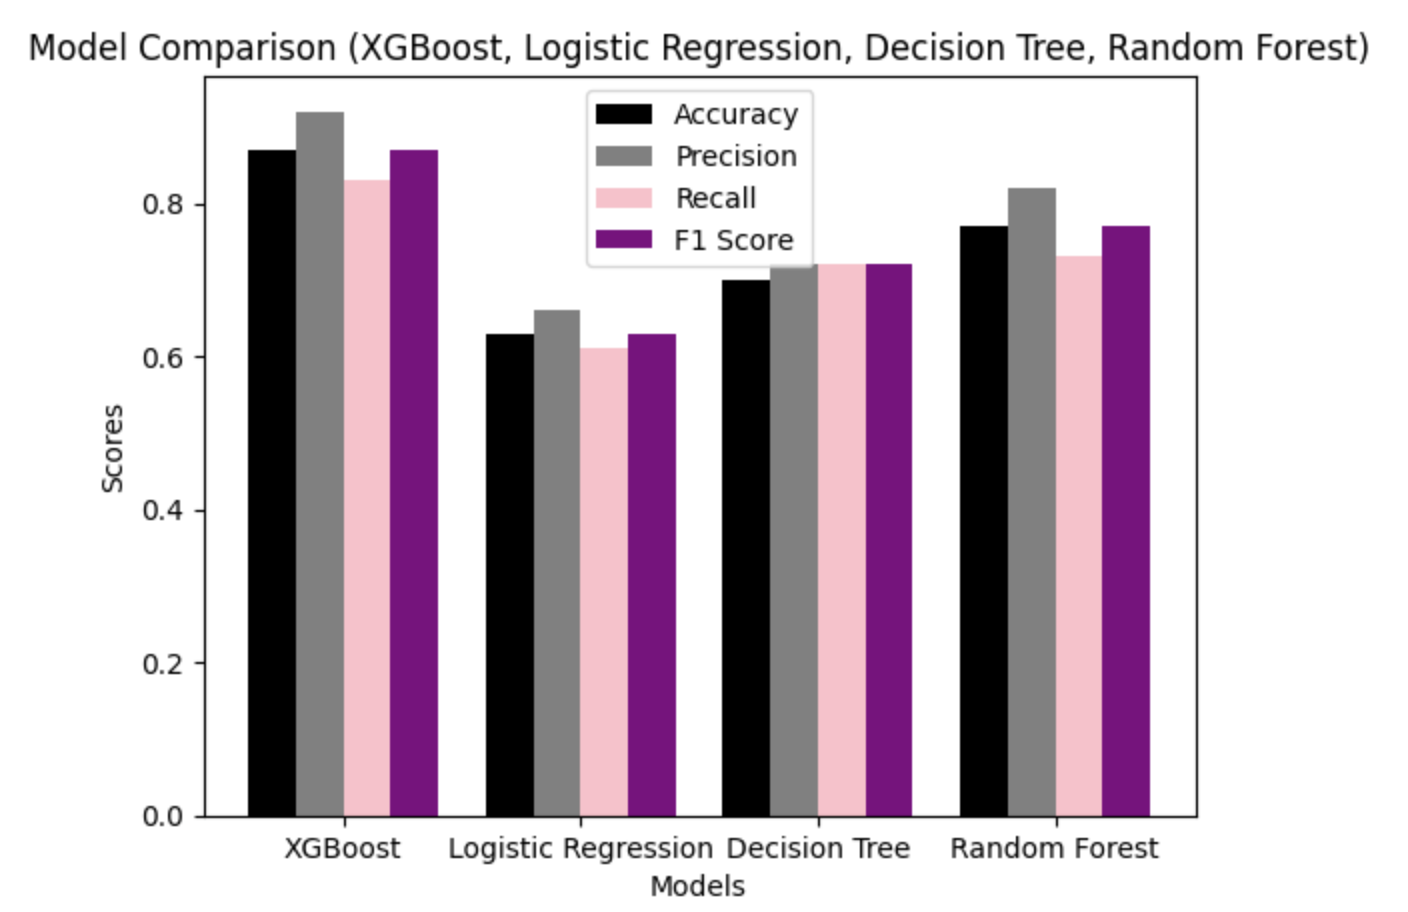 Model Comparison (XGBoost, Logistic Regression, Decision Tree, Random Forest)
Accuracy
Precision
Recall
F1 Score
Scores
0.8
0.6
0.4
0.2
0.0
XGBoost Logistic Regression Decision Tree Random Forest
Models